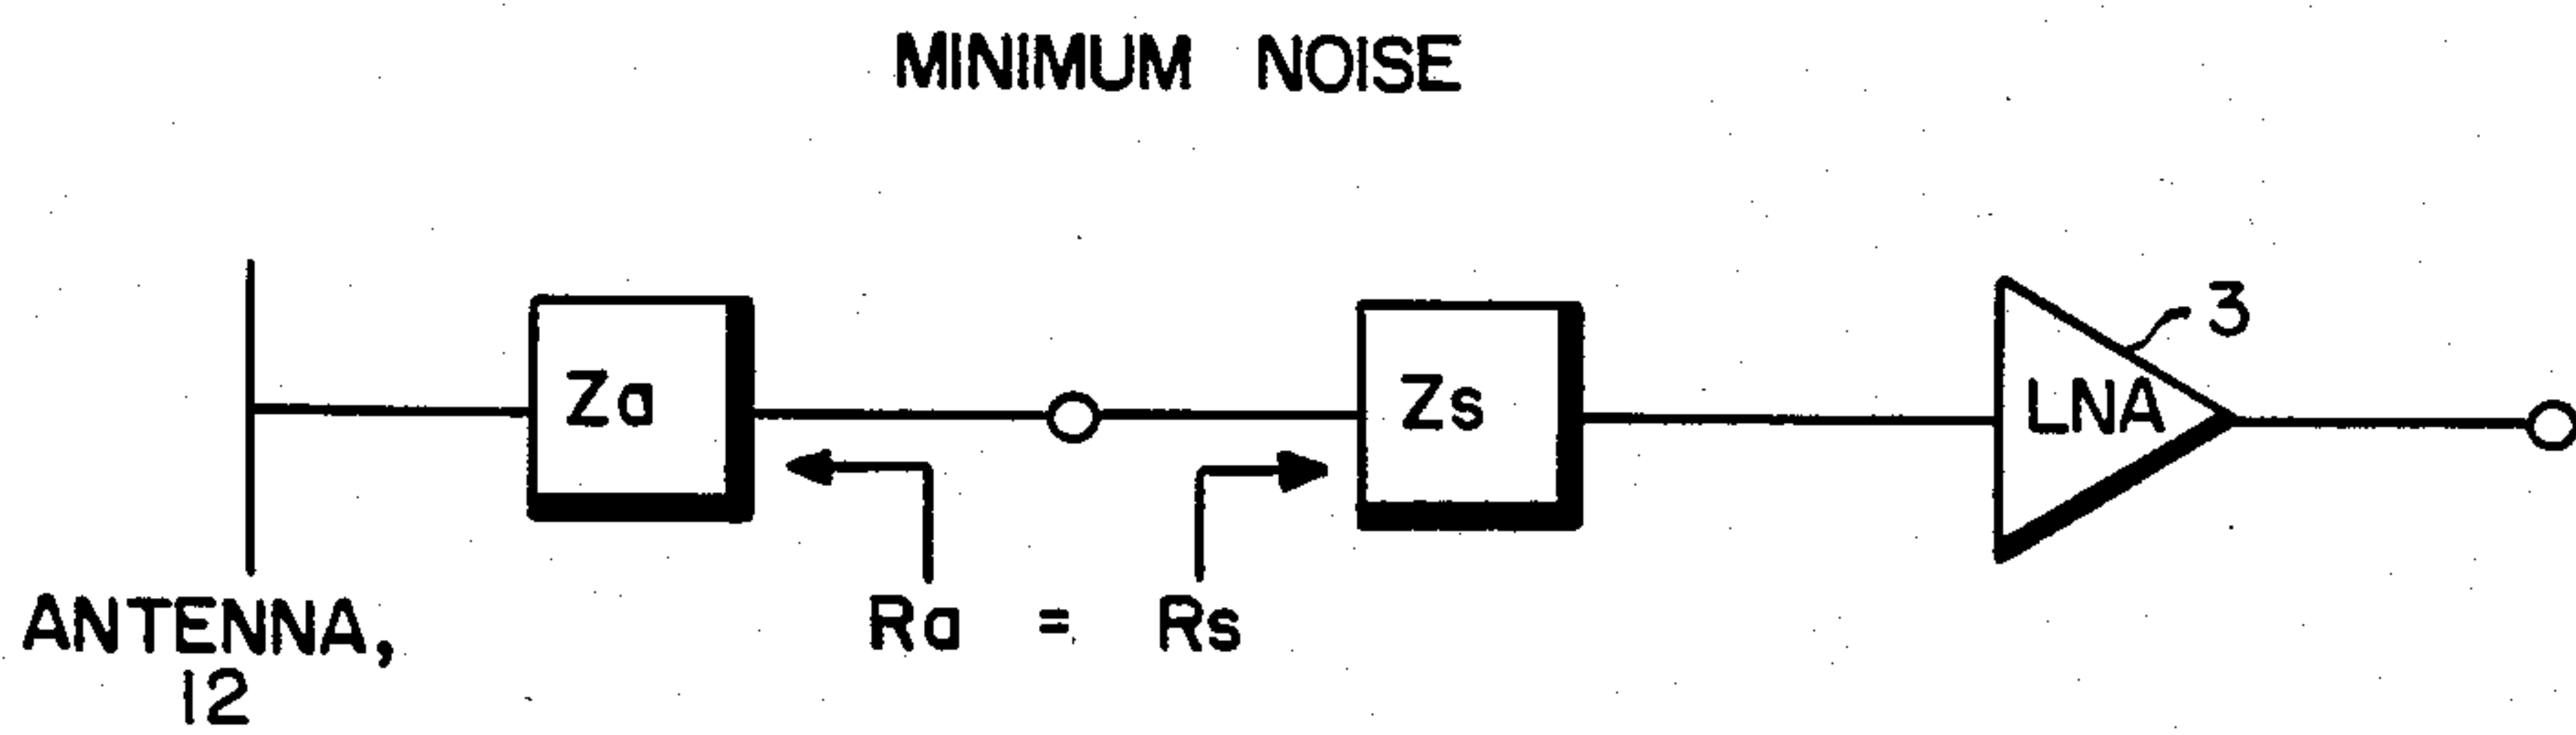 MINIMUM NOISE
Za
Zs
LNA
3
Ra = Rs
ANTENNA,
12